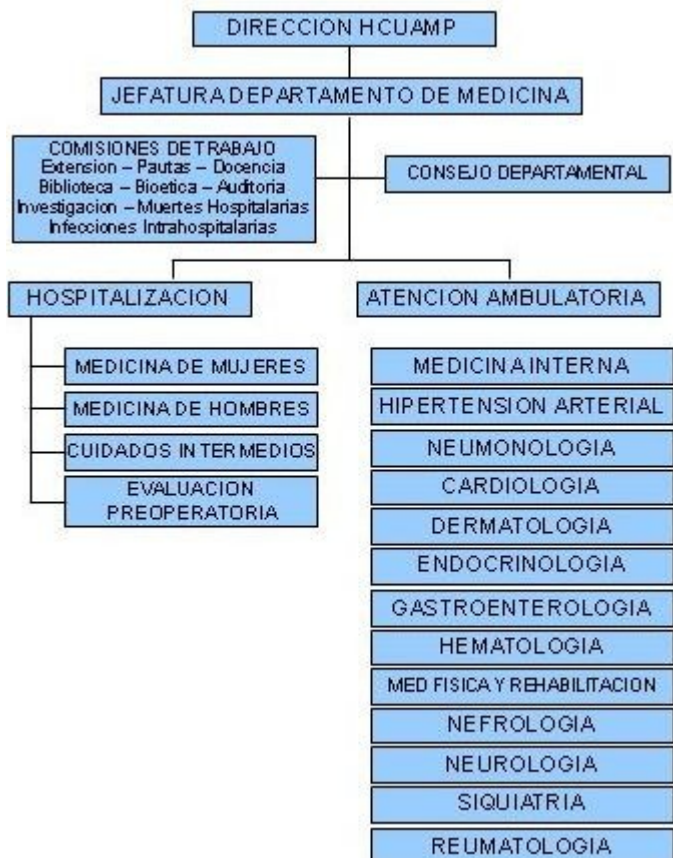 DIRECCION HCUAMP
JEFATURA DEPARTAMENTO DE MEDICINA
COMISIONES DE TRABAJO
Extension – Pautas – Docencia
Biblioteca – Bioetica – Auditoria
Investigacion – Muertes Hospitalarias
Infecciones Intrahospitalarias
CONSEJO DEPARTAMENTAL
HOSPITALIZACION
MEDICINA DE MUJERES
MEDICINA DE HOMBRES
CUIDADOS INTERMEDIOS
EVALUACION
PREOPERATORIA
ATENCION AMBULATORIA
MEDICINA INTERNA
HIPERTENSION ARTERIAL
NEUMONOLOGIA
CARDIOLOGIA
DERMATOLOGIA
ENDOCRINOLOGIA
GASTROENTEROLOGIA
HEMATOLOGIA
MED FISICA Y REHABILITACION
NEFROLOGIA
NEUROLOGIA
SIQUIATRIA
REUMATOLOGIA